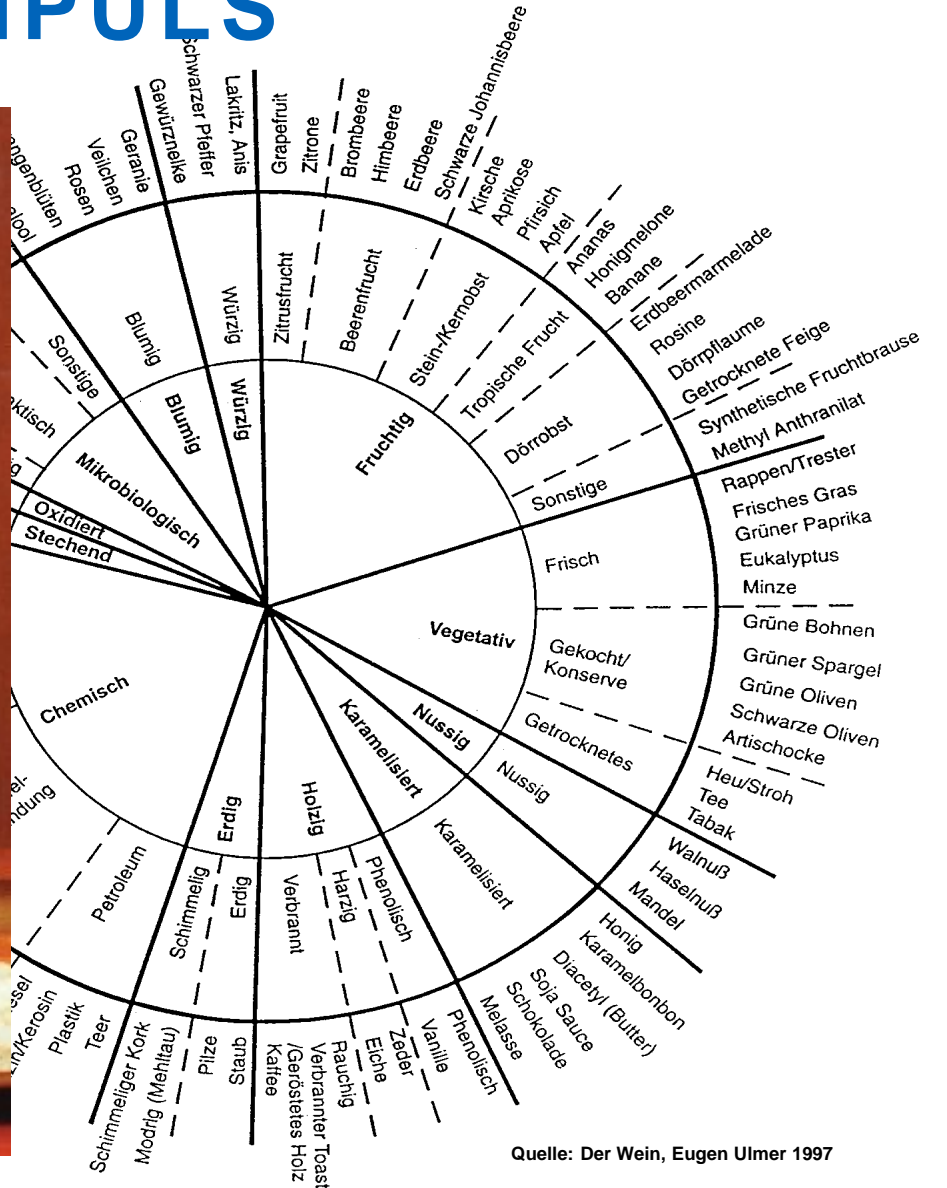 Gewürznelke
Schwarzer Pfeffer
Lakritz, Anis
Grapefruit
Zitrone
Brombeere
Himbeere
Erdbeere
Schwarze Johannisbeere
Kirsche
Aprikose
Pfirsich
Apfel
Ananas
Honigmelone
Banane
Erdbeermarmelade
Rosine
Dörrpflaume
Getrocknete Feige
Synthetische Fruchtbrause
Methyl Anthranilat
Rappen/Trester
Frisches Gras
Grüner Paprika
Eukalyptus
Minze
Grüne Bohnen
Grüner Spargel
Grüne Oliven
Schwarze Oliven
Artischocke
Heu/Stroh
Tee
Tabak
Walnuß
Haselnuß
Mandel
Honig
Karamelbonbon
Diacetyl (Butter)
Soja Sauce
Schokolade
Melasse
Phenolisch
Vanille
Zeder
Eiche
Rauchig
Verbrannter Toast
/Geröstetes Holz
Kaffee
Staub
Pilze
Modrig (Mehltau)
Schimmeliger Kork
Teer
Plastik
Rosen
Veilchen
Geranie
Sonstige
Blumig
Würzig
Zitrusfrucht
Beerenfrucht
Stein-/Kernobst
Tropische Frucht
Dörrobst
Sonstige
Frisch
Gekocht/
Konserve
Getrocknetes
Nussig
Karamelisiert
Phenolisch
Harzig
Verbrannt
Erdig
Schimmelig
Petroleum
Mikrobiologisch
Blumig
Würzig
Fruchtig
Vegetativ
Nussig
Karamelisiert
Holzig
Erdig
Chemisch
Stechend
Oxidiert
Quelle: Der Wein, Eugen Ulmer 1997